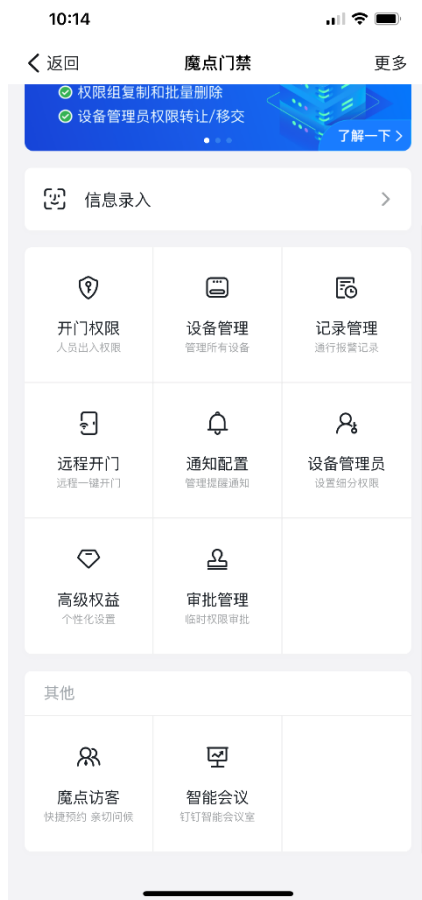 10:14
返回
魔点门禁
更多
权限组复制和批量删除
设备管理员权限转让/移交
了解一下
信息录入
开门权限
设备管理
记录管理
人员出入权限
管理所有设备
通行报警记录
远程开门
通知配置
设备管理员
远程一键开门
管理提醒通知
设置细分权限
高级权益
审批管理
个性化设置
临时权限审批
其他
魔点访客
智能会议
快捷预约 亲切问候
钉钉智能会议室